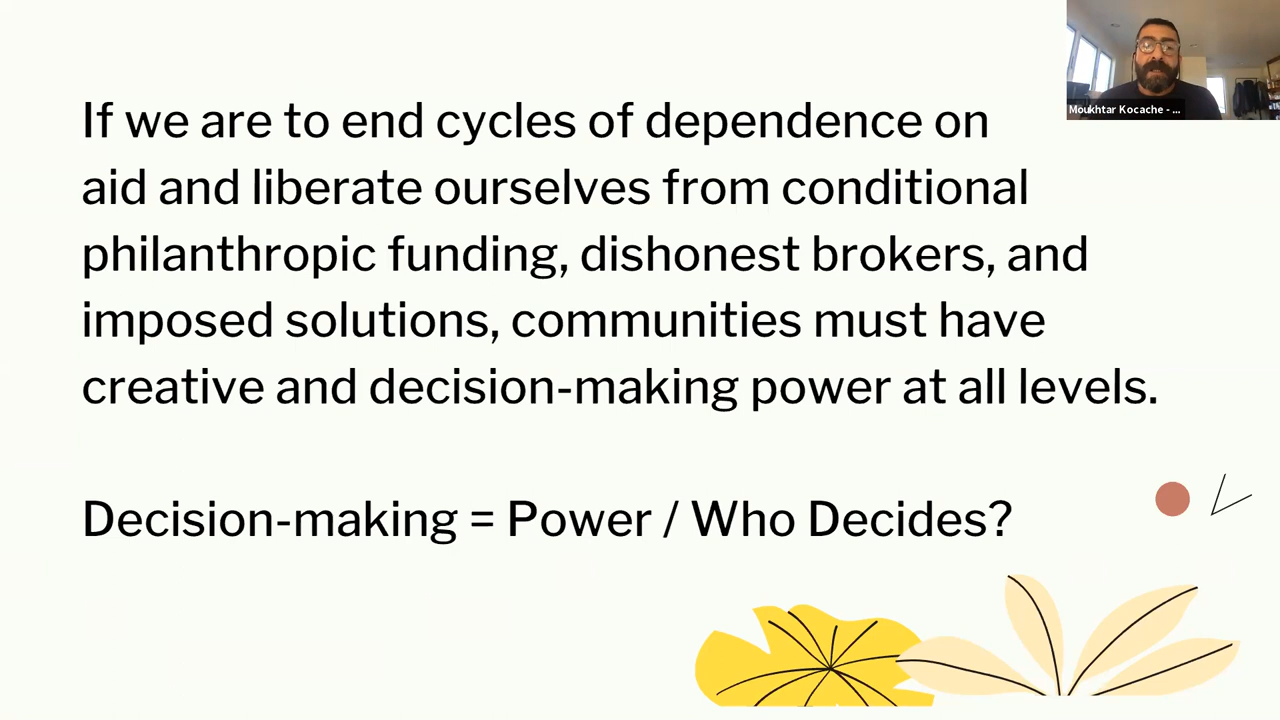 If we are to end cycles of dependence on
aid and liberate ourselves from conditional
philanthropic funding, dishonest brokers, and
imposed solutions, communities must have
creative and decision-making power at all levels.
Decision-making = Power / Who Decides?
Moukhtar Kocache - ...